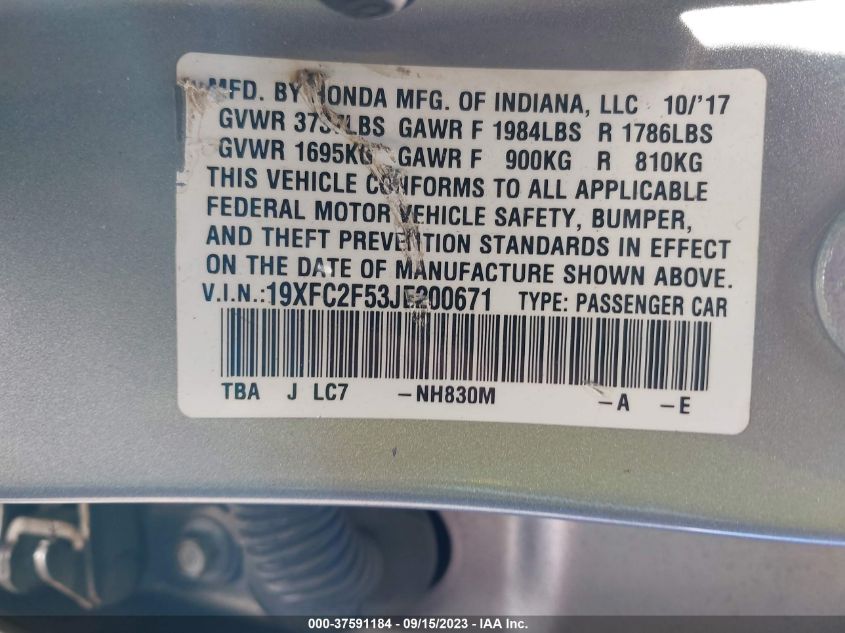 MFD. BY HONDA MFG. OF INDIANA, LLC 10/'17
GVWR 3737LBS GAWR F 1984LBS R 1786LBS
GVWR 1695KG GAWR F 900KG R 810KG
THIS VEHICLE CONFORMS TO ALL APPLICABLE
FEDERAL MOTOR VEHICLE SAFETY, BUMPER,
AND THEFT PREVENTION STANDARDS IN EFFECT
ON THE DATE OF MANUFACTURE SHOWN ABOVE.
V.I.N.:19XFC2F53JE200671 TYPE: PASSENGER CAR
TBA J LC7 -NH830M -A -E
000-37591184 - 09/15/2023 - IAA Inc.